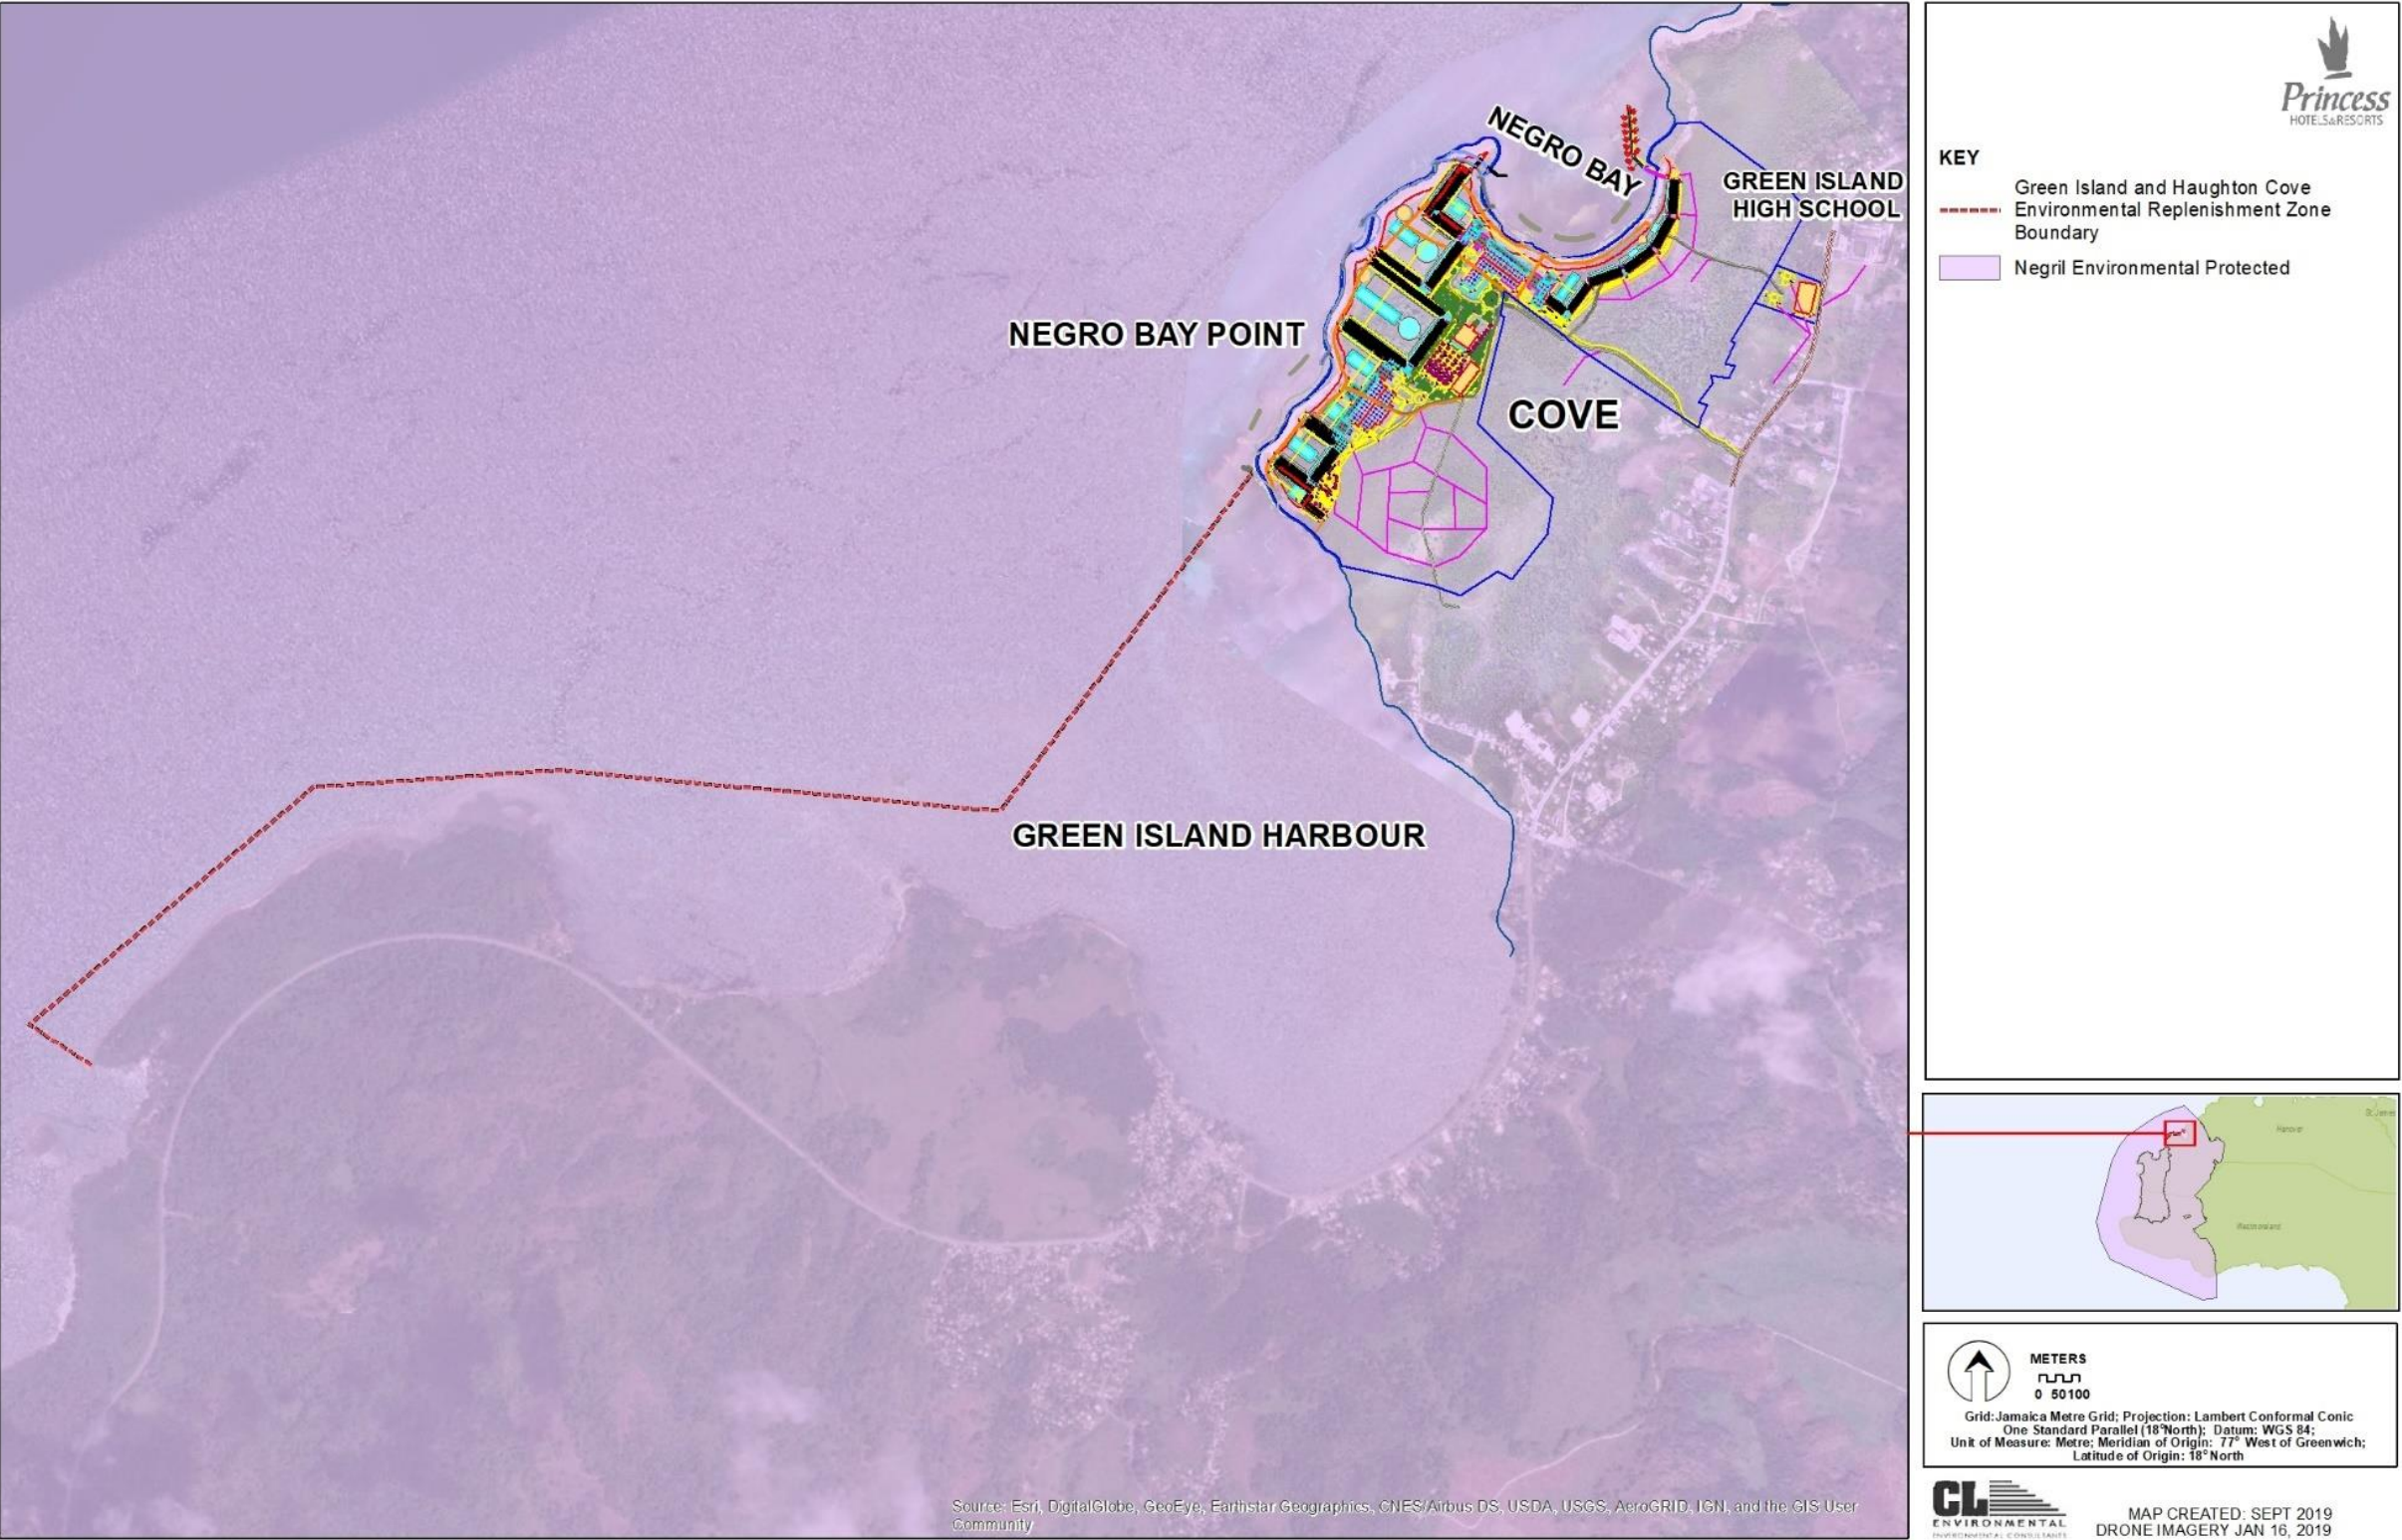 NEGRO BAY
GREEN ISLAND
HIGH SCHOOL
NEGRO BAY POINT
COVE
GREEN ISLAND HARBOUR
Source: Esri, DigitalGlobe, GeoEye, Earthstar Geographics, CNES/Airbus DS, USDA, USGS, AeroGRID, IGN, and the GIS User
Community
Princess
HOTELS&RESORTS
KEY
Green Island and Haughton Cove
Environmental Replenishment Zone
Boundary
Negril Environmental Protected
Hanover
Westmoreland
METERS
0 50100
Grid:Jamaica Metre Grid; Projection: Lambert Conformal Conic
One Standard Parallel (18°North); Datum: WGS 84;
Unit of Measure: Metre; Meridian of Origin: 77° West of Greenwich;
Latitude of Origin: 18°North
CL
ENVIRONMENTAL
ENVIRONMENTAL CONSULTANTS
MAP CREATED: SEPT 2019
DRONE IMAGERY JAN 16, 2019